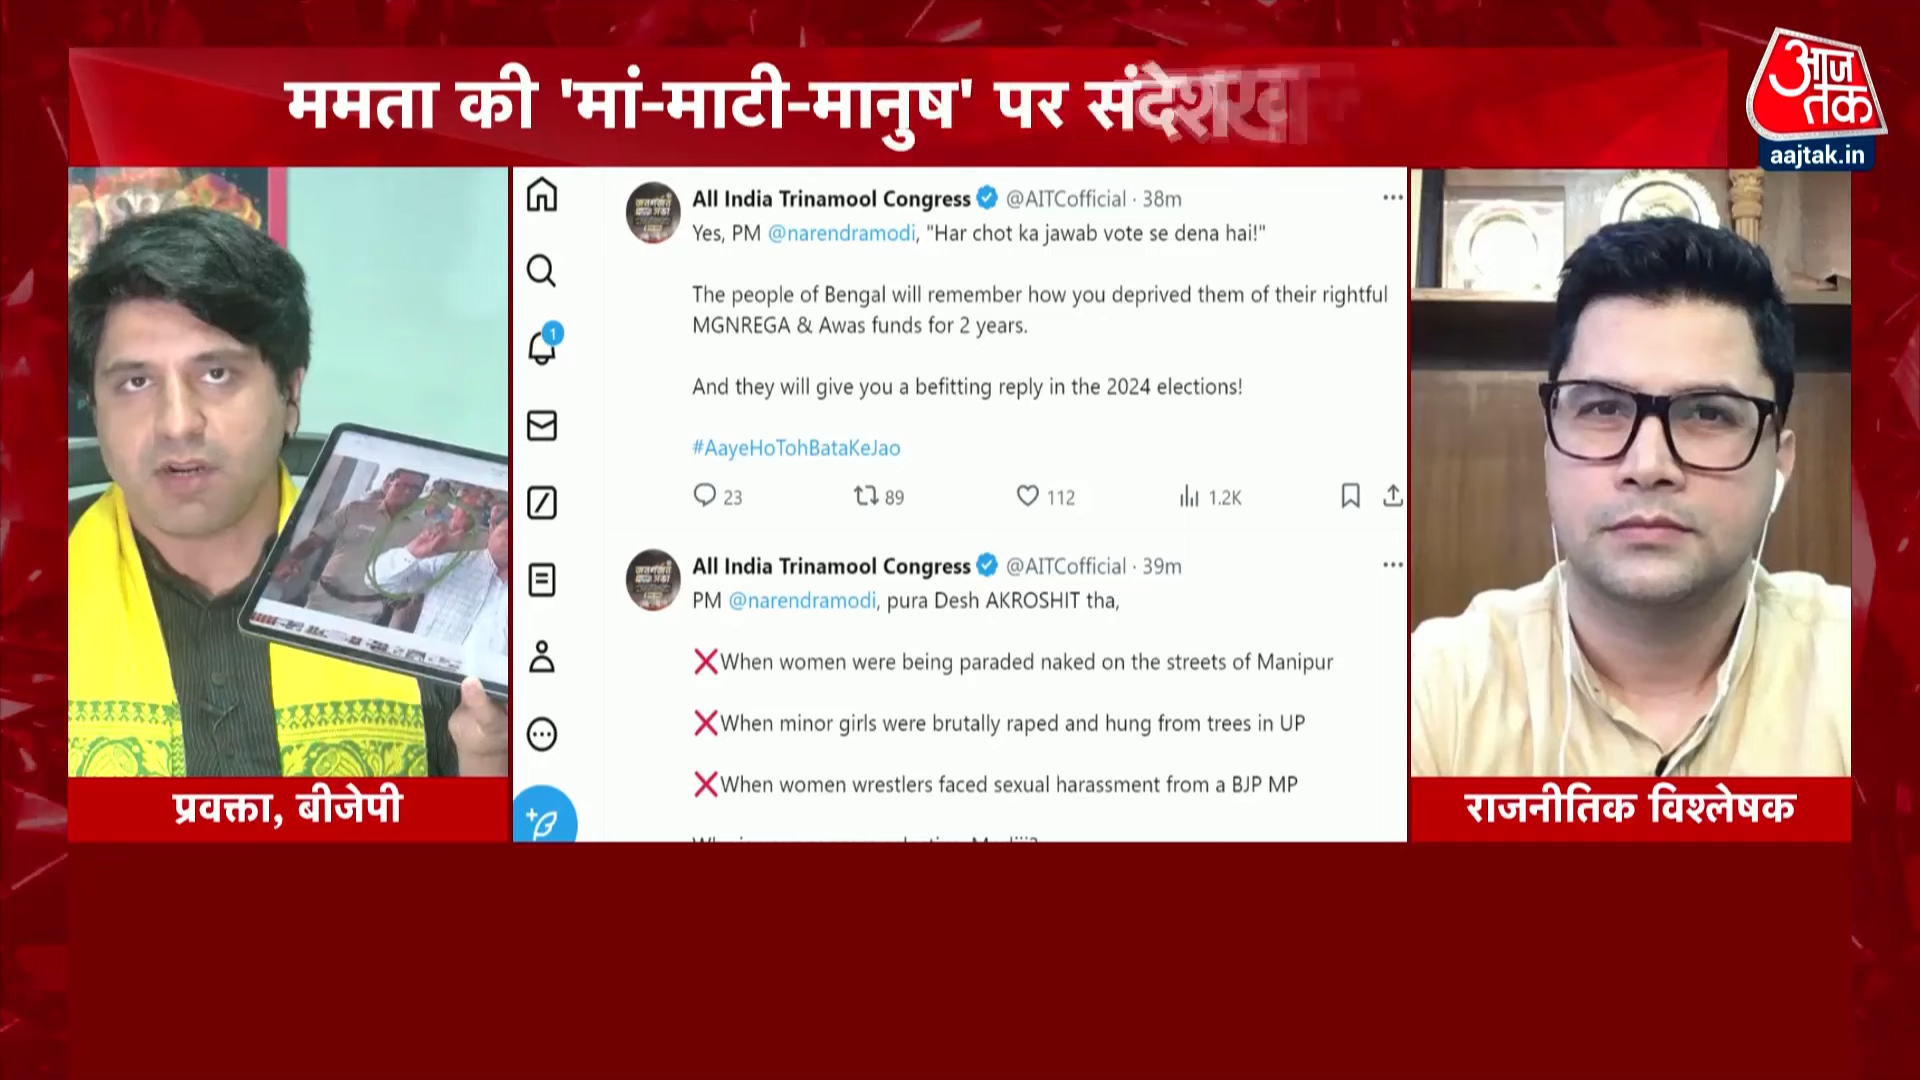 ममता की 'मां-माटी-मानुष' पर
आज
तक
aajtak.in
All India Trinamool Congress @AITCofficial · 38m
Yes, PM @narendramodi, "Har chot ka jawab vote se dena hai!"
The people of Bengal will remember how you deprived them of their rightful
MGNREGA & Awas funds for 2 years.
And they will give you a befitting reply in the 2024 elections!
#AayeHoTohBataKeJao
23 89 112 1.2K
1
All India Trinamool Congress @AITCofficial · 39m
PM @narendramodi, pura Desh AKROSHIT tha,
❌When women were being paraded naked on the streets of Manipur
❌When minor girls were brutally raped and hung from trees in UP
❌When women wrestlers faced sexual harassment from a BJP MP
प्रवक्ता, बीजेपी
राजनीतिक विश्लेषक